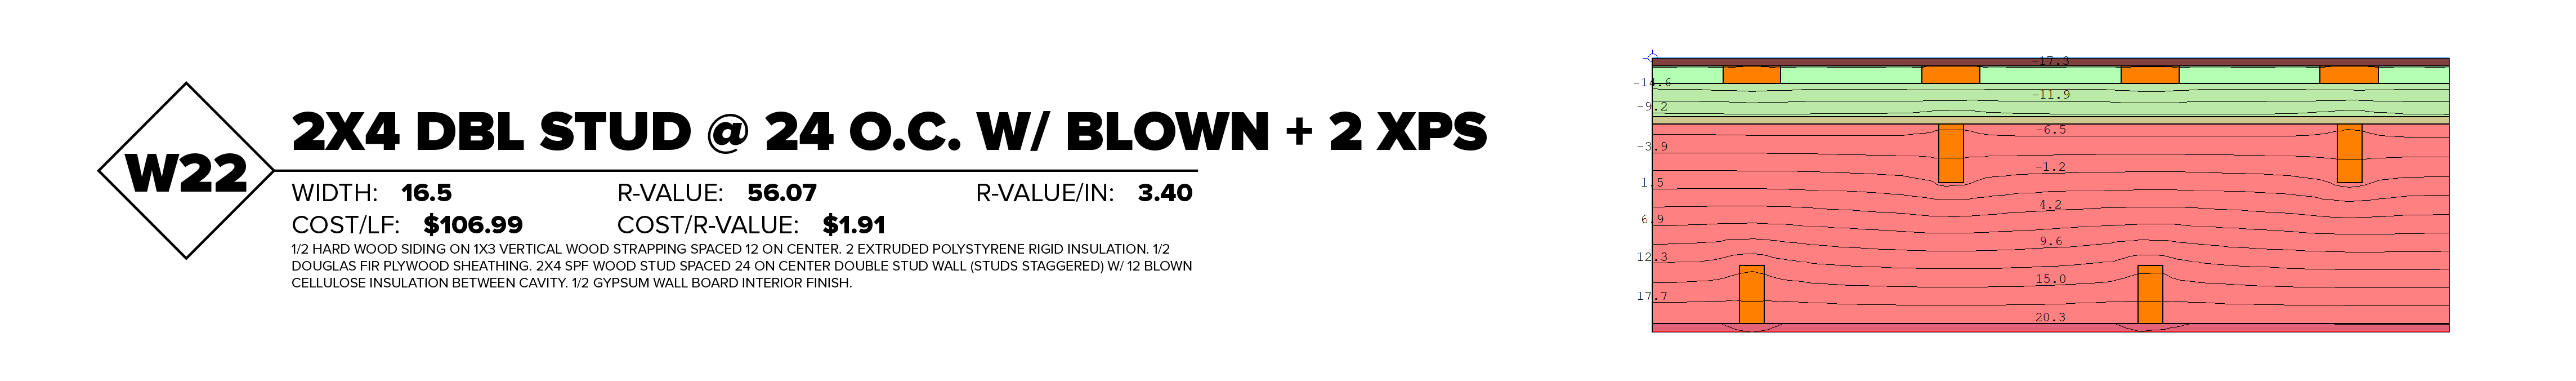 W22
2X4 DBL STUD @ 24 O.C. W/ BLOWN + 2 XPS
WIDTH: 16.5 R-VALUE: 56.07 R-VALUE/IN: 3.40
COST/LF: $106.99 COST/R-VALUE: $1.91
1/2 HARD WOOD SIDING ON 1X3 VERTICAL WOOD STRAPPING SPACED 12 ON CENTER. 2 EXTRUDED POLYSTYRENE RIGID INSULATION. 1/2
DOUGLAS FIR PLYWOOD SHEATHING. 2X4 SPF WOOD STUD SPACED 24 ON CENTER DOUBLE STUD WALL (STUDS STAGGERED) W/ 12 BLOWN
CELLULOSE INSULATION BETWEEN CAVITY. 1/2 GYPSUM WALL BOARD INTERIOR FINISH.
-17.3
-14.6
-11.9
-9.2
-6.5
-3.9
-1.2
1.5
4.2
6.9
9.6
12.3
15.0
17.7
20.3